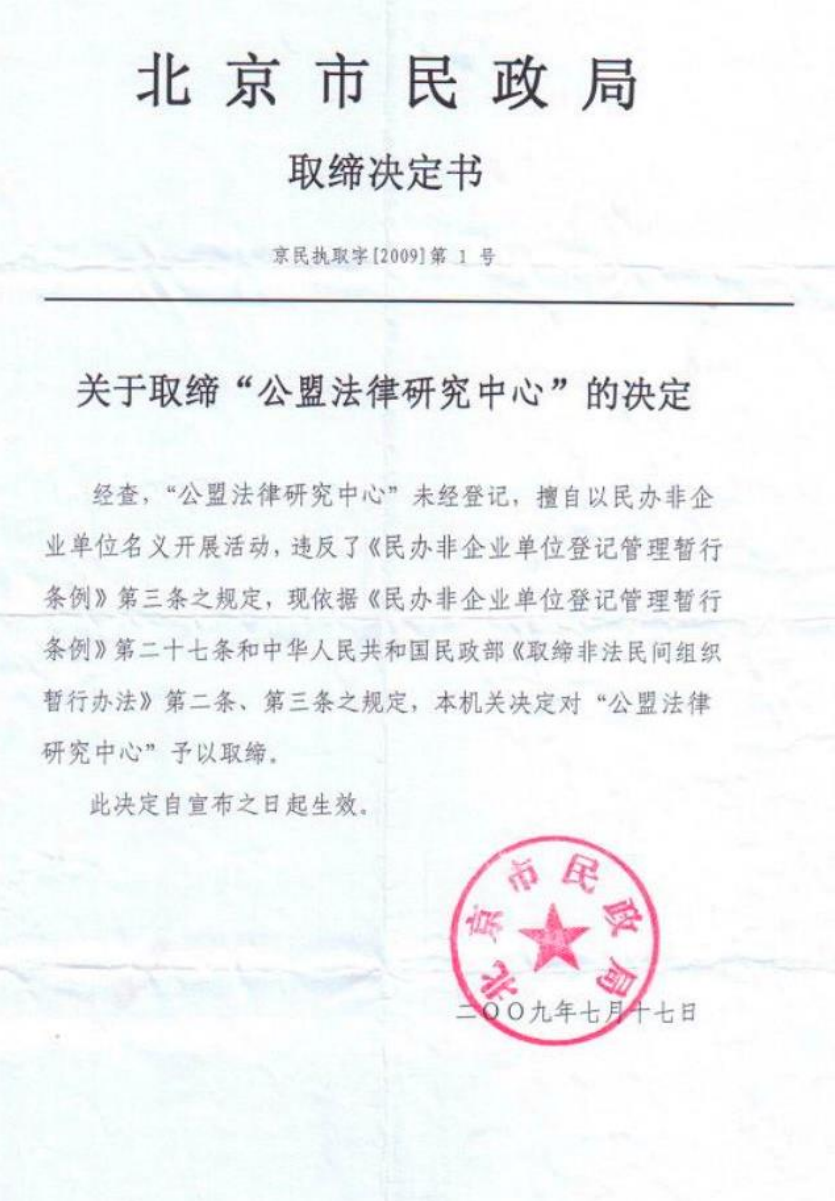 北京市民政局
取缔决定书
京民执取字[2009]第 1 号
关于取缔“公盟法律研究中心”的决定
经查，“公盟法律研究中心”未经登记，擅自以民办非企
业单位名义开展活动，违反了《民办非企业单位登记管理暂行
条例》第三条之规定，现依据《民办非企业单位登记管理暂行
条例》第二十七条和中华人民共和国民政部《取缔非法民间组织
暂行办法》第二条、第三条之规定，本机关决定对“公盟法律
研究中心”予以取缔。
此决定自宣布之日起生效。
北京市民政局
二〇〇九年七月十七日